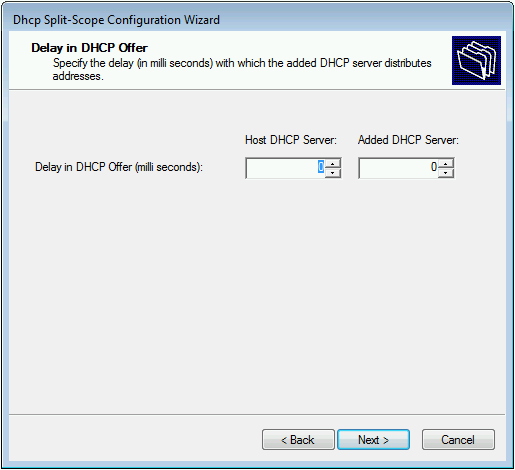 Dhcp Split-Scope Configuration Wizard
Delay in DHCP Offer
Specify the delay (in milli seconds) with which the added DHCP server distributes
addresses.
Host DHCP Server: Added DHCP Server:
Delay in DHCP Offer (milli seconds): 0 0
< Back Next > Cancel